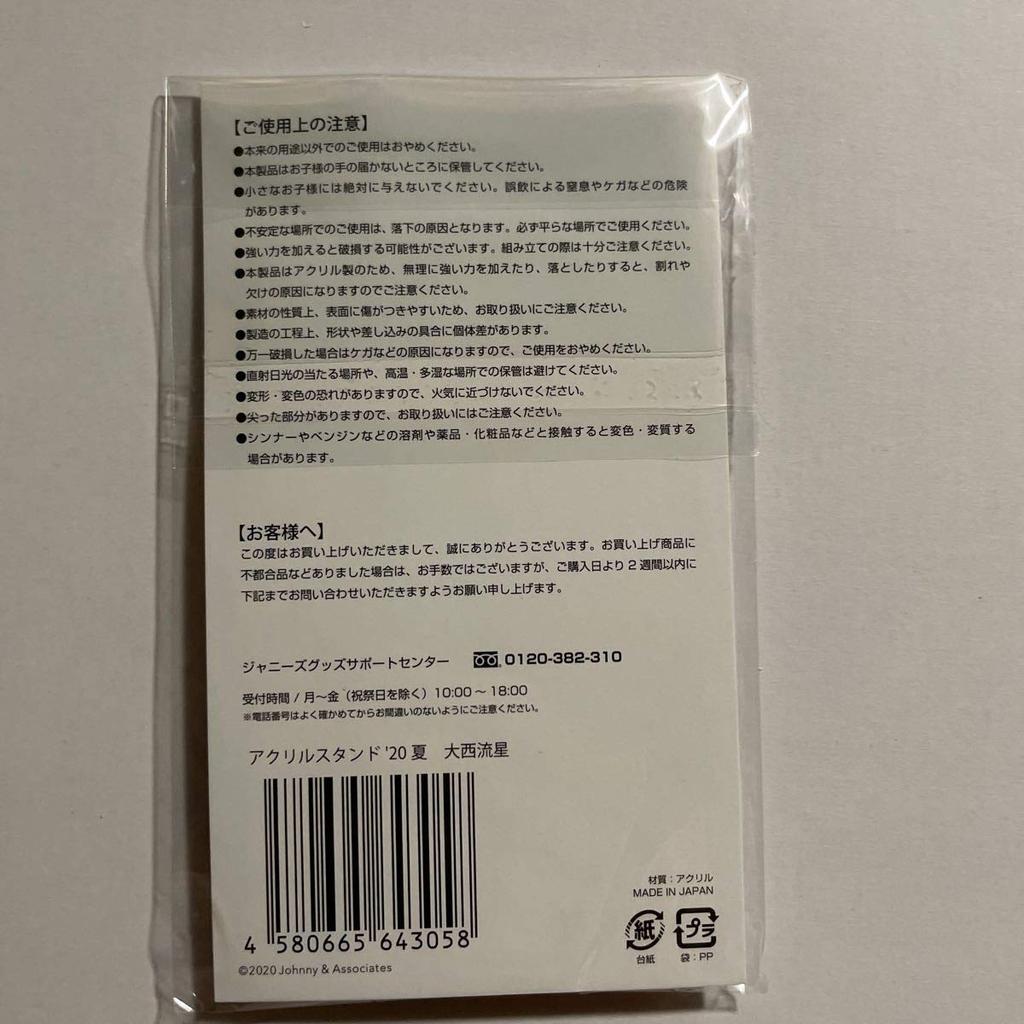 【ご使用上の注意】
●本来の用途以外でのご使用はおやめください。
●本製品はお子様の手の届かないところに保管してください。
●小さなお子様には絶対に与えないでください。誤飲による窒息やケガなどの危険
があります。
●不安定な場所でのご使用は、落下の原因となります。必ず平らな場所でご使用ください。
●強い力を加えると破損する可能性がございます。組み立ての際は十分ご注意ください。
●本製品はアクリル製のため、無理に強い力を加えたり、落としたりすると、割れや
欠けの原因になりますのでご注意ください。
●素材の性質上、表面に傷がつきやすいため、お取り扱いにご注意ください。
●製造の工程上、形状や差し込みの具合に個体差があります。
●万一破損した場合はケガなどの原因になりますので、ご使用をおやめください。
●直射日光の当たる場所や、高温・多湿な場所での保管は避けてください。
●変形・変色の恐れがありますので、火気に近づけないでください。
●尖った部分がありますので、お取り扱いにはご注意ください。
●シンナーやベンジンなどの溶剤や薬品・化粧品などと接触すると変色・変質する
場合があります。
【お客様へ】
この度はお買い上げいただきまして、誠にありがとうございます。お買い上げ商品に
不都合品などありました場合は、お手数ではございますが、ご購入日より2週間以内に
下記までお問い合わせいただきますようお願い申し上げます。
ジャニーズグッズサポートセンター 0120-382-310
受付時間 / 月〜金（祝祭日を除く）10:00 〜 18:00
※電話番号はよく確かめてからお間違いのないようにご注意ください。
アクリルスタンド '20 夏 大西流星
4 580665 643058
©2020 Johnny & Associates
材質：アクリル
MADE IN JAPAN
紙 プラ
台紙 袋：PP